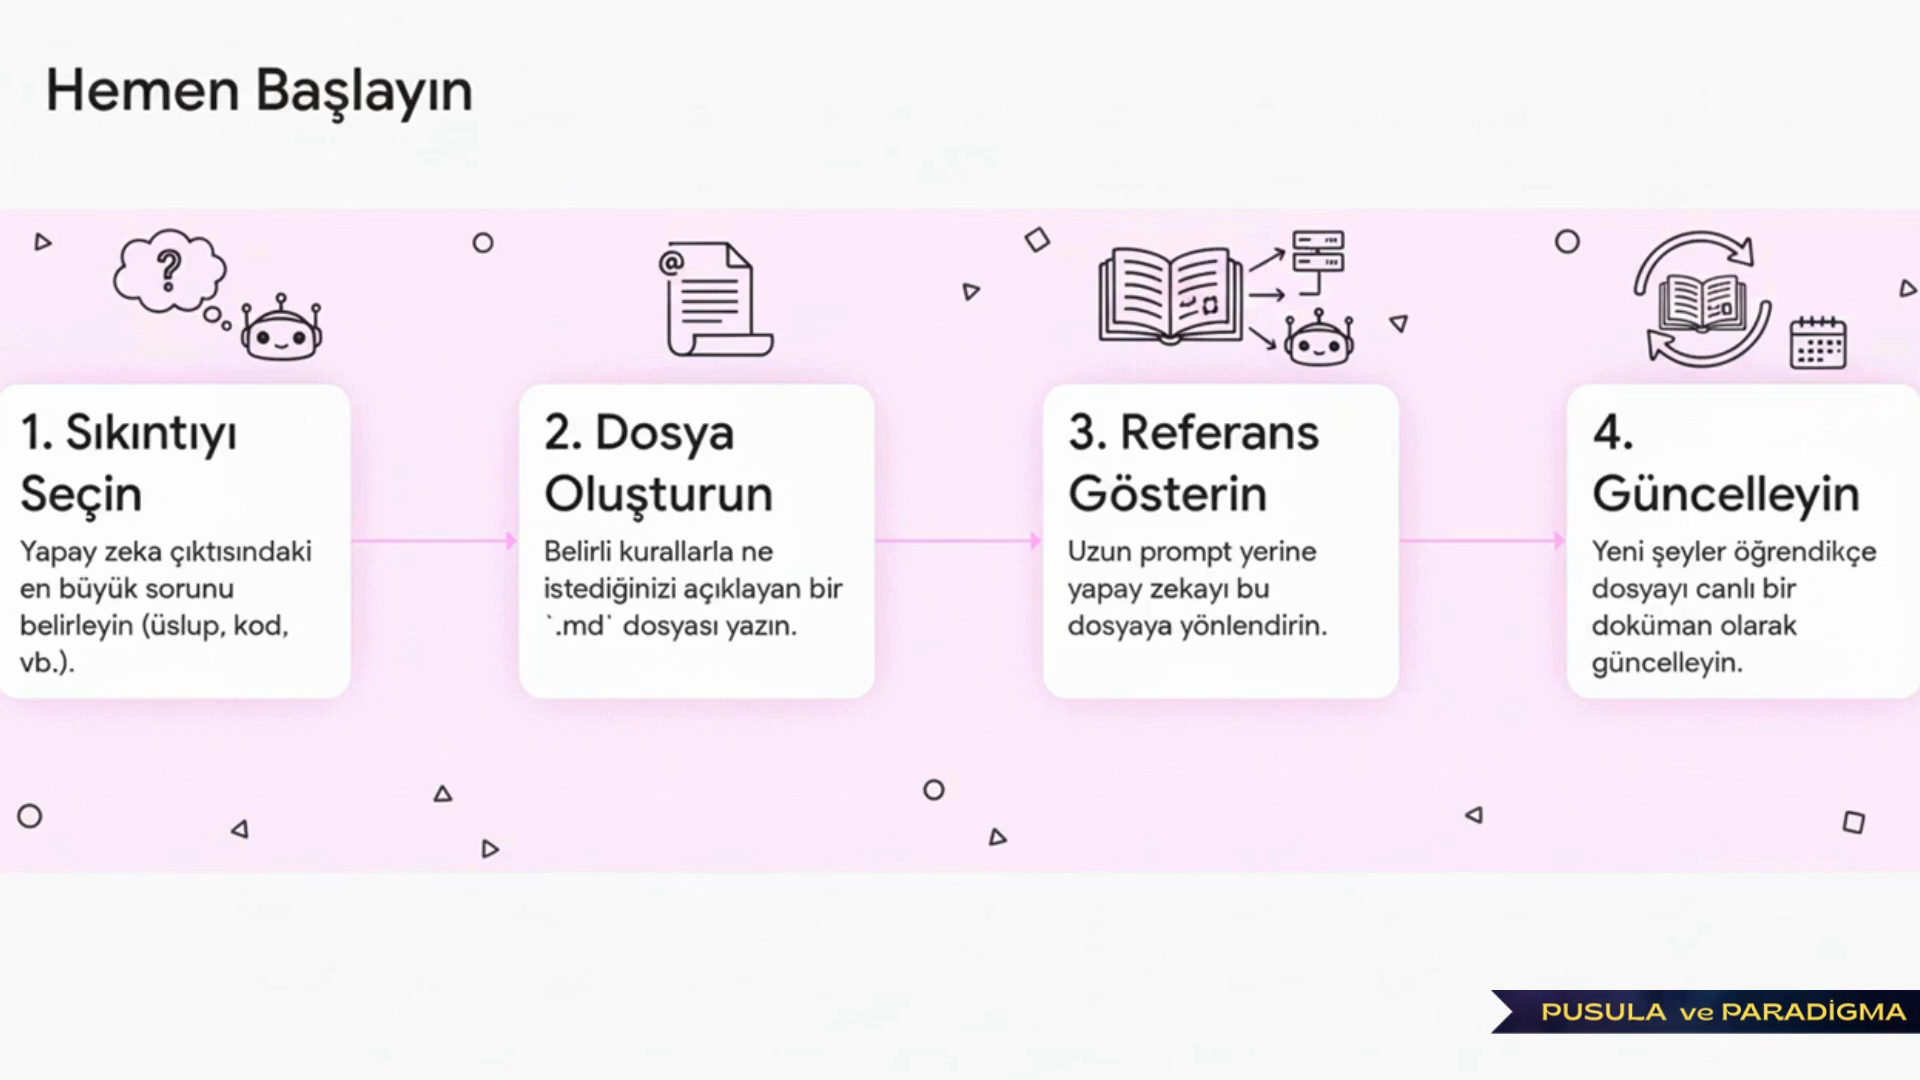 Hemen Başlayın
1. Sıkıntıyı
Seçin
Yapay zeka çıktısındaki
en büyük sorunu
belirleyin (üslup, kod,
vb.).
2. Dosya
Oluşturun
Belirli kurallarla ne
istediğinizi açıklayan bir
`.md` dosyası yazın.
3. Referans
Gösterin
Uzun prompt yerine
yapay zekayı bu
dosyaya yönlendirin.
4.
Güncelleyin
Yeni şeyler öğrendikçe
dosyayı canlı bir
doküman olarak
güncelleyin.
PUSULA ve PARADİGMA